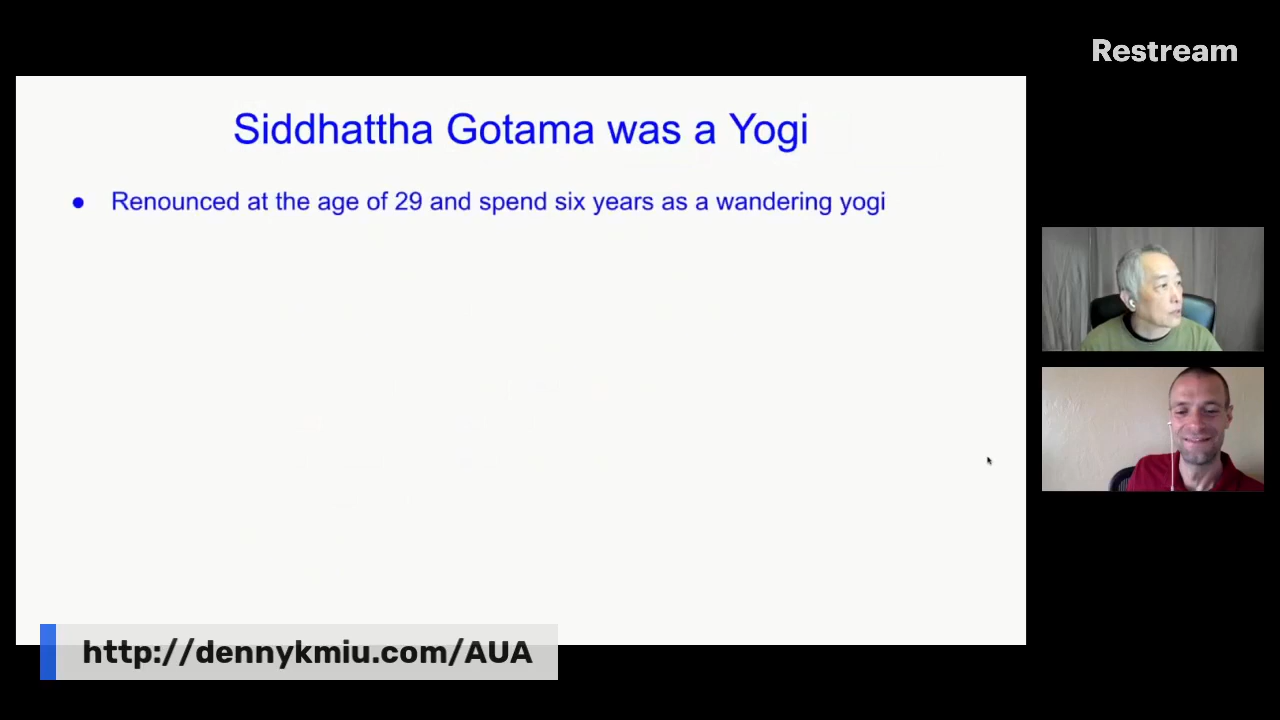 Restream
Siddhattha Gotama was a Yogi
● Renounced at the age of 29 and spend six years as a wandering yogi
http://dennykmiu.com/AUA